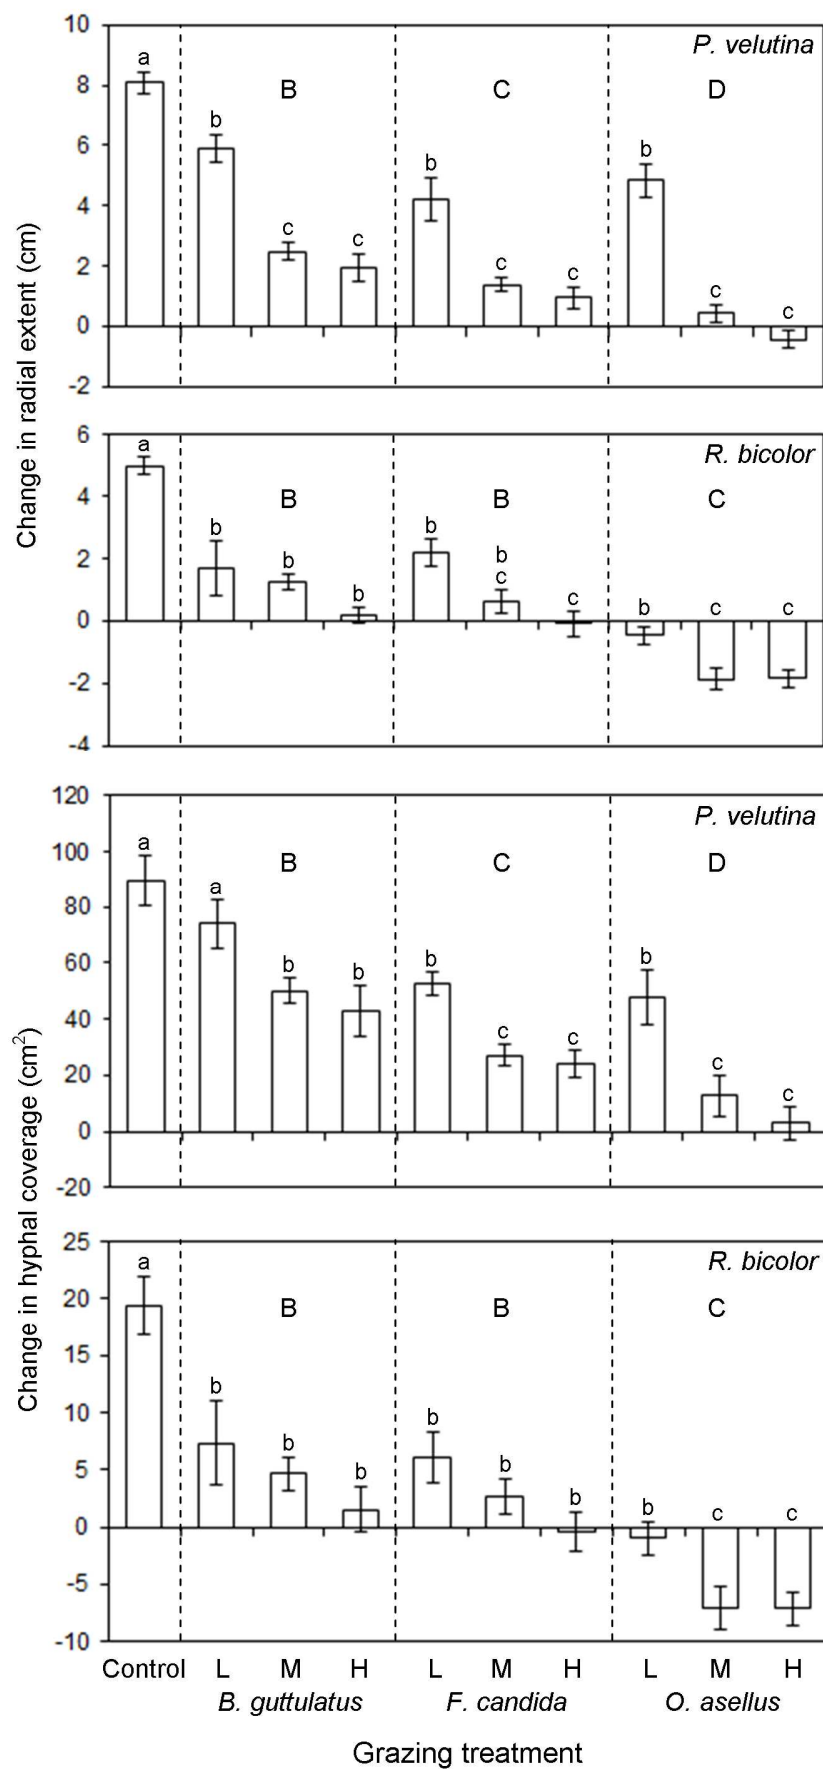 Change in radial extent (cm)
10
8
6
4
2
0
-2
P. velutina
a
B
C
D
b
c
c
b
c
c
b
c
c
6
4
2
0
-2
-4
R. bicolor
a
B
B
C
b
b
b
b
b
c
c
b
c
c
Change in hyphal coverage (cm²)
120
100
80
60
40
20
0
-20
P. velutina
a
B
C
D
a
b
b
b
c
c
b
c
c
25
20
15
10
5
0
-5
-10
R. bicolor
a
B
B
C
b
b
b
b
b
b
b
c
c
Control L M H L M H L M H
B. guttulatus F. candida O. asellus
Grazing treatment